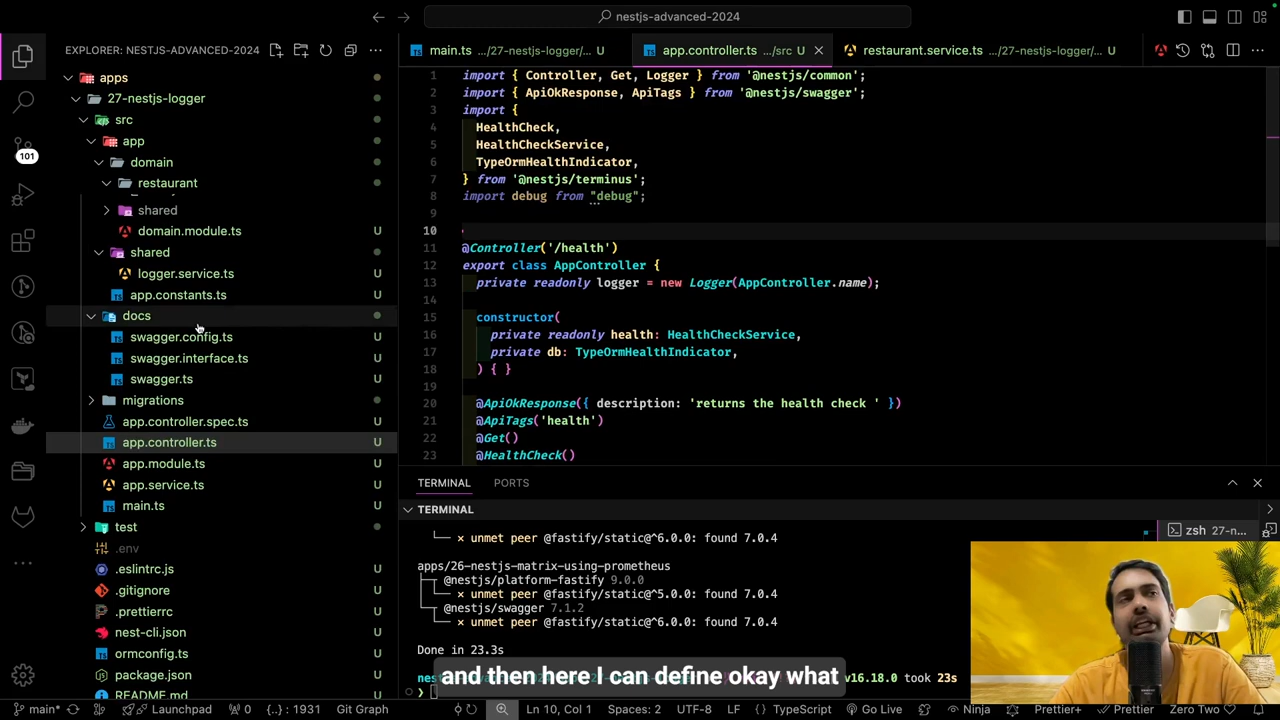 nestjs-advanced-2024
EXPLORER: NESTJS-ADVANCED-2024
apps
27-nestjs-logger
src
app
domain
restaurant
shared
domain.module.ts U
shared
logger.service.ts U
app.constants.ts U
docs
swagger.config.ts U
swagger.interface.ts U
swagger.ts U
migrations
app.controller.spec.ts U
app.controller.ts U
app.module.ts U
app.service.ts U
main.ts U
test
.env
.eslintrc.js U
.gitignore U
.prettierrc U
nest-cli.json U
ormconfig.ts U
package.json U
README.md U
101
main.ts .../27-nestjs-logger/ U
app.controller.ts .../src U
restaurant.service.ts .../27-nestjs-logger/... U
1 import { Controller, Get, Logger } from '@nestjs/common';
2 import { ApiOkResponse, ApiTags } from '@nestjs/swagger';
3 import {
4 HealthCheck,
5 HealthCheckService,
6 TypeOrmHealthIndicator,
7 } from '@nestjs/terminus';
8 import debug from "debug";
9
10
11 @Controller('/health')
12 export class AppController {
13 private readonly logger = new Logger(AppController.name);
14
15 constructor(
16 private readonly health: HealthCheckService,
17 private db: TypeOrmHealthIndicator,
18 ) { }
19
20 @ApiOkResponse({ description: 'returns the health check ' })
21 @ApiTags('health')
22 @Get()
23 @HealthCheck()
TERMINAL PORTS
TERMINAL
zsh 27-n...
└── ✕ unmet peer @fastify/static@^6.0.0: found 7.0.4
apps/26-nestjs-matrix-using-prometheus
├─┬ @nestjs/platform-fastify 9.0.0
│ └── ✕ unmet peer @fastify/static@^5.0.0: found 7.0.4
└─┬ @nestjs/swagger 7.1.2
└── ✕ unmet peer @fastify/static@^6.0.0: found 7.0.4
Done in 23.3s
v16.18.0 took 23s
and then here I can define okay what
main* Launchpad 0 {..} : 1931 Git Graph Ln 10, Col 1 Spaces: 2 UTF-8 LF {} TypeScript Go Live Ninja Prettier+ Prettier Zero Two